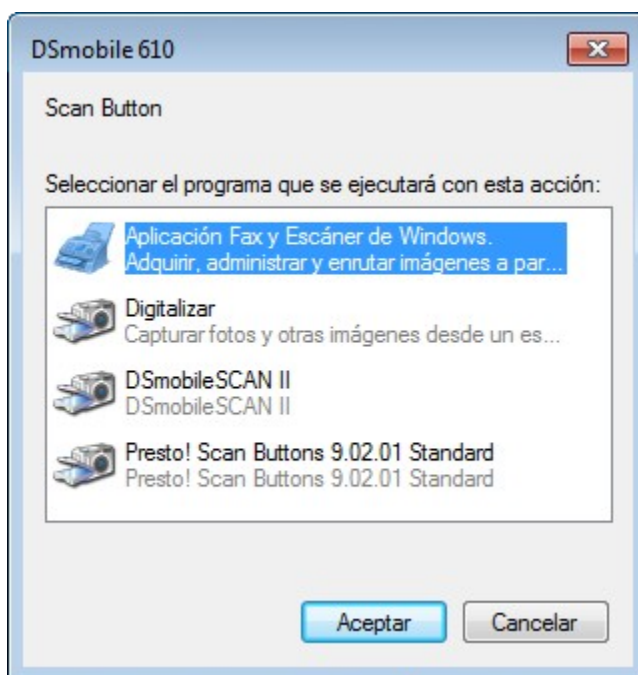 DSmobile 610
Scan Button
Seleccionar el programa que se ejecutará con esta acción:
Aplicación Fax y Escáner de Windows.
Adquirir, administrar y enrutar imágenes a par...
Digitalizar
Capturar fotos y otras imágenes desde un es...
DSmobileSCAN II
DSmobileSCAN II
Presto! Scan Buttons 9.02.01 Standard
Presto! Scan Buttons 9.02.01 Standard
Aceptar
Cancelar